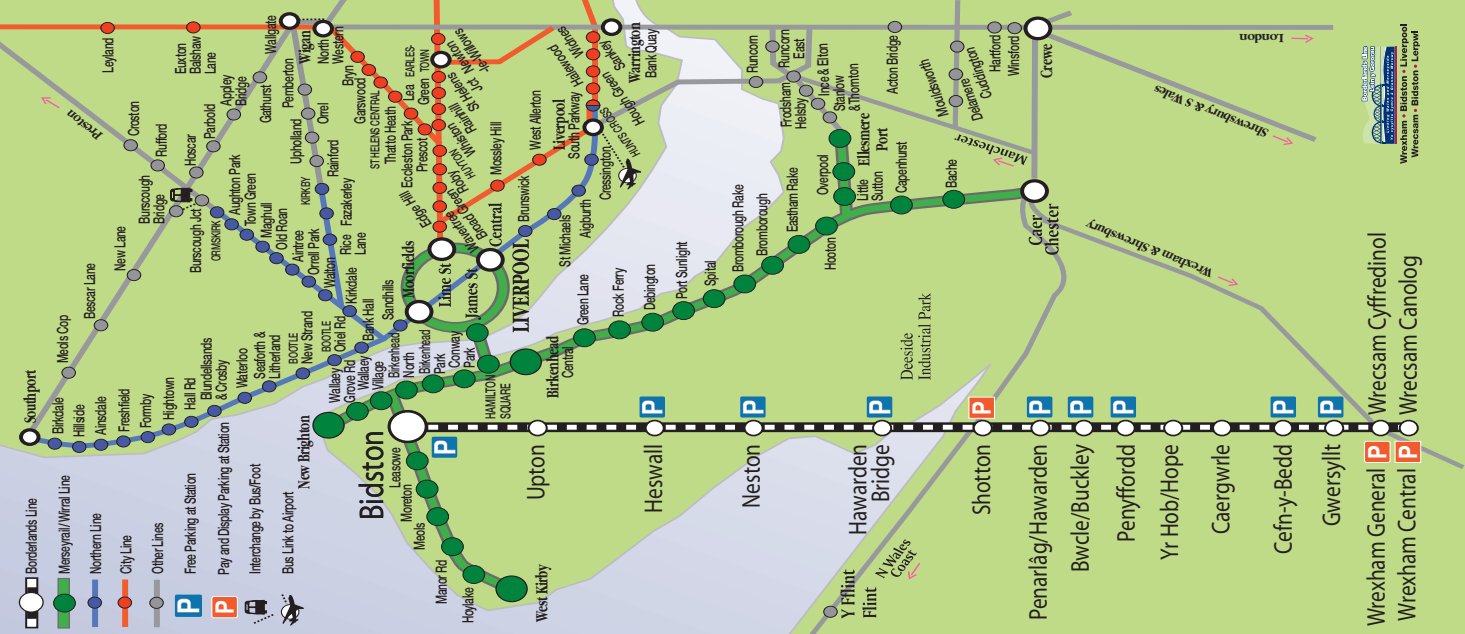 Borderlands Line
Merseyrail/Wirral Line
Northern Line
City Line
Other Lines
P
Free Parking at Station
P
Pay and Display Parking at Station
Interchange by Bus/Foot
Bus Link to Airport
Southport
Birkdale
Hillside
Ainsdale
Freshfield
Formby
Hightown
Hall Rd
Blundellsands
& Crosby
Waterloo
Seaforth &
Litherland
BOOTLE
New Strand
BOOTLE
Oriel Rd
Bank Hall
Sandhills
Kirkdale
Walton
Orrell Park
Aintree
Old Roan
Maghull
Town Green
Aughton Park
ORMSKIRK
Rice
Lane
Fazakerley
KIRKBY
Meols Cop
Bescar Lane
New Lane
Burscough
Bridge
Burscough Jct
Hoscar
Parbold
Appley
Bridge
Gathurst
Rufford
Croston
Preston
Rainford
Upholland
Orrel
Pemberton
Wallgate
Wigan
North
Western
Leyland
Euxton
Balshaw
Lane
Bryn
Garswood
ST HELENS CENTRAL
Thatto Heath
Eccleston Park
Prescot
Lea
Green
EARLES-
TOWN
Newton
-le-Willows
St. Helens
Jct.
Rainhill
Whiston
HUYTON
Roby
Broad Green
Wavertree
Edge Hill
Mossley Hill
West Allerton
Liverpool
South Parkway
HUNTS CROSS
Halewood
Hough Green
Widnes
Sankey
Warrington
Bank Quay
Cressington
Aigburth
St Michaels
Brunswick
Central
Moorfields
Lime St
James St
LIVERPOOL
New Brighton
Wallasey
Grove Rd
Wallasey
Village
Birkenhead
North
Birkenhead
Park
Conway
Park
HAMILTON
SQUARE
Birkenhead
Central
Green Lane
Rock Ferry
Bebington
Port Sunlight
Spital
Bromborough Rake
Bromborough
Eastham Rake
Hooton
Overpool
Little
Sutton
Ellesmere
Port
Capenhurst
Bache
Caer
Chester
Stanlow
& Thornton
Ince & Elton
Helsby
Frodsham
Runcorn
East
Runcorn
Acton Bridge
Mouldsworth
Delamere
Cuddington
Hartford
Winsford
Crewe
London
Manchester
Shrewsbury & S Wales
Wrexham & Shrewsbury
Bidston
Leasowe
Moreton
Meols
Manor Rd
Hoylake
West Kirby
P
Upton
Heswall
P
Neston
P
Hawarden
Bridge
P
Deeside
Industrial Park
Shotton
P
Penarlâg/Hawarden
P
Bwcle/Buckley
P
Penyffordd
P
Yr Hob/Hope
Caergwrle
Cefn-y-Bedd
P
Gwersyllt
P
Wrexham General
P
Wrecsam Cyffredinol
Wrexham Central
P
Wrecsam Canolog
N Wales
Coast
Y Fflint
Flint
Wrexham • Bidston • Liverpool
Wrecsam • Bidston • Lerpwl